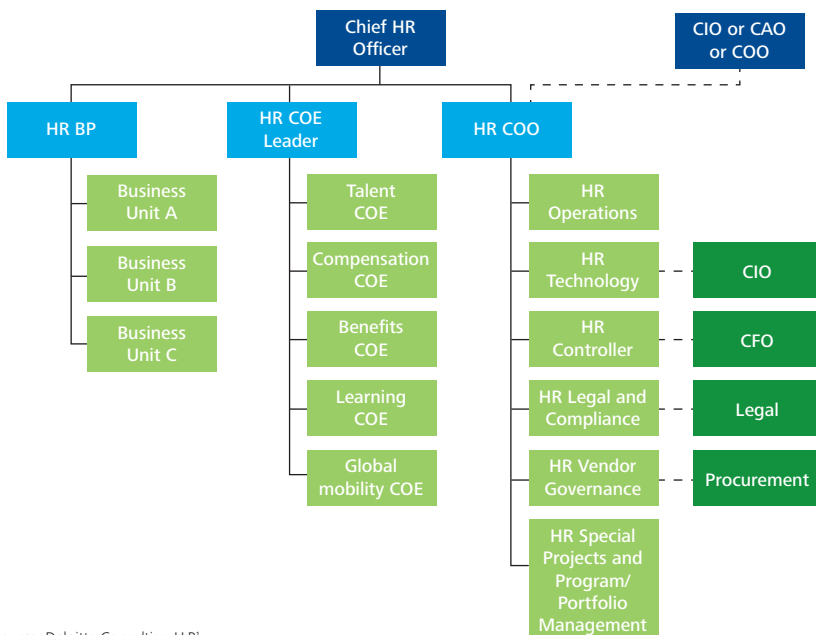 Chief HR
Officer
CIO or CAO
or COO
HR BP
HR COE
Leader
HR COO
Business
Unit A
Business
Unit B
Business
Unit C
Talent
COE
Compensation
COE
Benefits
COE
Learning
COE
Global
mobility COE
HR
Operations
HR
Technology
HR
Controller
HR Legal and
Compliance
HR Vendor
Governance
HR Special
Projects and
Program/
Portfolio
Management
CIO
CFO
Legal
Procurement